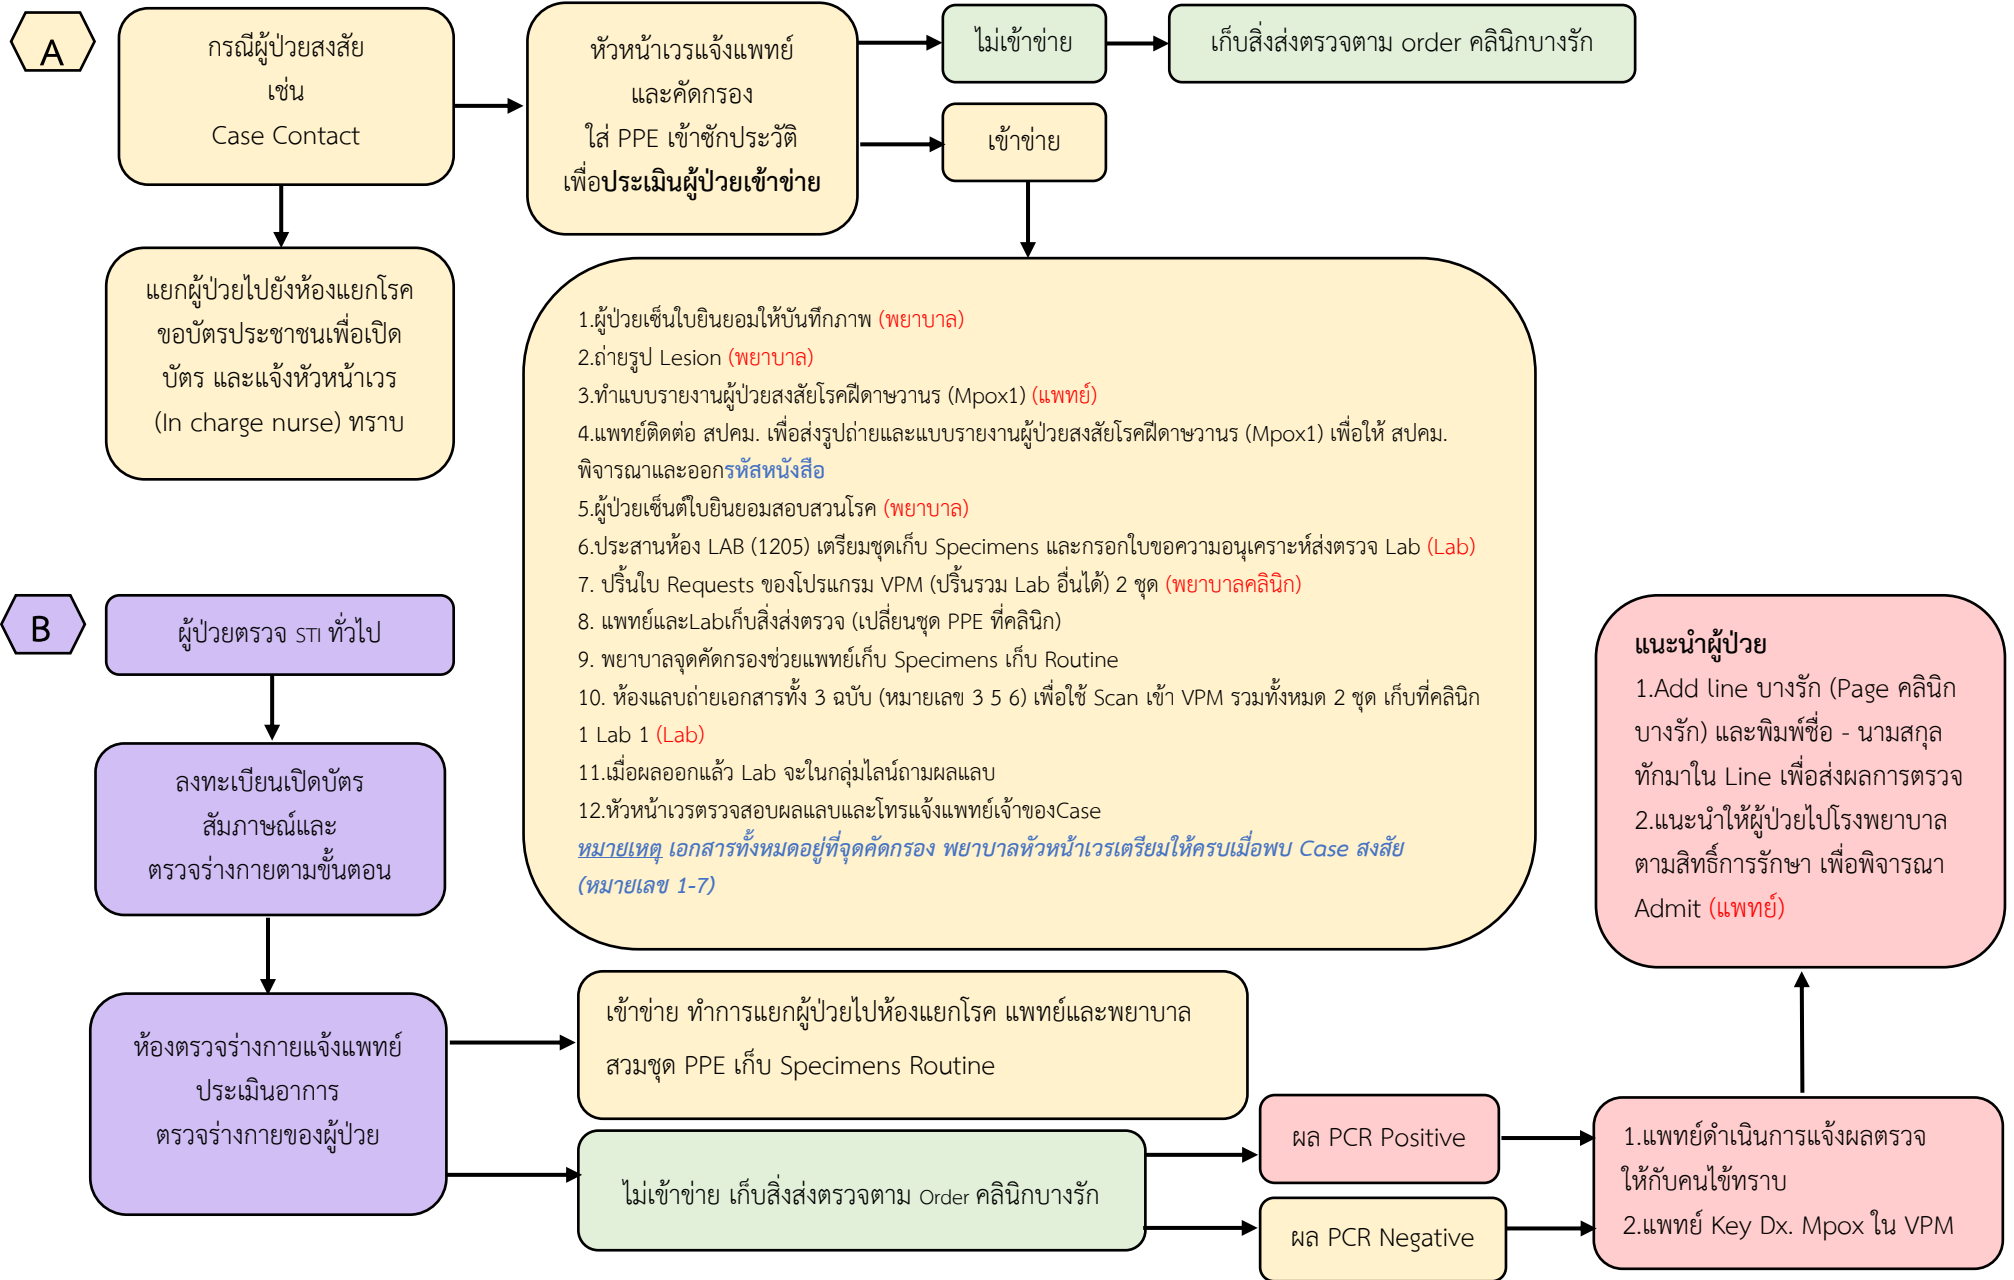 A
กรณีผู้ป่วยสงสัย
เช่น
Case Contact
หัวหน้าเวรแจ้งแพทย์
และคัดกรอง
ใส่ PPE เข้าซักประวัติ
เพื่อประเมินผู้ป่วยเข้าข่าย
ไม่เข้าข่าย
เก็บสิ่งส่งตรวจตาม order คลินิกบางรัก
เข้าข่าย
แยกผู้ป่วยไปยังห้องแยกโรค
ขอบัตรประชาชนเพื่อเปิด
บัตร และแจ้งหัวหน้าเวร
(In charge nurse) ทราบ
1.ผู้ป่วยเซ็นใบยินยอมให้บันทึกภาพ (พยาบาล)
2.ถ่ายรูป Lesion (พยาบาล)
3.ทำแบบรายงานผู้ป่วยสงสัยโรคฝีดาษวานร (Mpox1) (แพทย์)
4.แพทย์ติดต่อ สปคม. เพื่อส่งรูปถ่ายและแบบรายงานผู้ป่วยสงสัยโรคฝีดาษวานร (Mpox1) เพื่อให้ สปคม.
พิจารณาและออกรหัสหนังสือ
5.ผู้ป่วยเซ็นต์ใบยินยอมสอบสวนโรค (พยาบาล)
6.ประสานห้อง LAB (1205) เตรียมชุดเก็บ Specimens และกรอกใบขอความอนุเคราะห์ส่งตรวจ Lab (Lab)
7. ปริ้นใบ Requests ของโปรแกรม VPM (ปริ้นรวม Lab อื่นได้) 2 ชุด (พยาบาลคลินิก)
8. แพทย์และLabเก็บสิ่งส่งตรวจ (เปลี่ยนชุด PPE ที่คลินิก)
9. พยาบาลจุดคัดกรองช่วยแพทย์เก็บ Specimens เก็บ Routine
10. ห้องแลบถ่ายเอกสารทั้ง 3 ฉบับ (หมายเลข 3 5 6) เพื่อใช้ Scan เข้า VPM รวมทั้งหมด 2 ชุด เก็บที่คลินิก
1 Lab 1 (Lab)
11.เมื่อผลออกแล้ว Lab จะในกลุ่มไลน์ถามผลแลบ
12.หัวหน้าเวรตรวจสอบผลแลบและโทรแจ้งแพทย์เจ้าของCase
หมายเหตุ เอกสารทั้งหมดอยู่ที่จุดคัดกรอง พยาบาลหัวหน้าเวรเตรียมให้ครบเมื่อพบ Case สงสัย
(หมายเลข 1-7)
B
ผู้ป่วยตรวจ STI ทั่วไป
ลงทะเบียนเปิดบัตร
สัมภาษณ์และ
ตรวจร่างกายตามขั้นตอน
ห้องตรวจร่างกายแจ้งแพทย์
ประเมินอาการ
ตรวจร่างกายของผู้ป่วย
เข้าข่าย ทำการแยกผู้ป่วยไปห้องแยกโรค แพทย์และพยาบาล
สวมชุด PPE เก็บ Specimens Routine
ไม่เข้าข่าย เก็บสิ่งส่งตรวจตาม Order คลินิกบางรัก
ผล PCR Positive
ผล PCR Negative
1.แพทย์ดำเนินการแจ้งผลตรวจ
ให้กับคนไข้ทราบ
2.แพทย์ Key Dx. Mpox ใน VPM
แนะนำผู้ป่วย
1.Add line บางรัก (Page คลินิก
บางรัก) และพิมพ์ชื่อ - นามสกุล
ทักมาใน Line เพื่อส่งผลการตรวจ
2.แนะนำให้ผู้ป่วยไปโรงพยาบาล
ตามสิทธิ์การรักษา เพื่อพิจารณา
Admit (แพทย์)